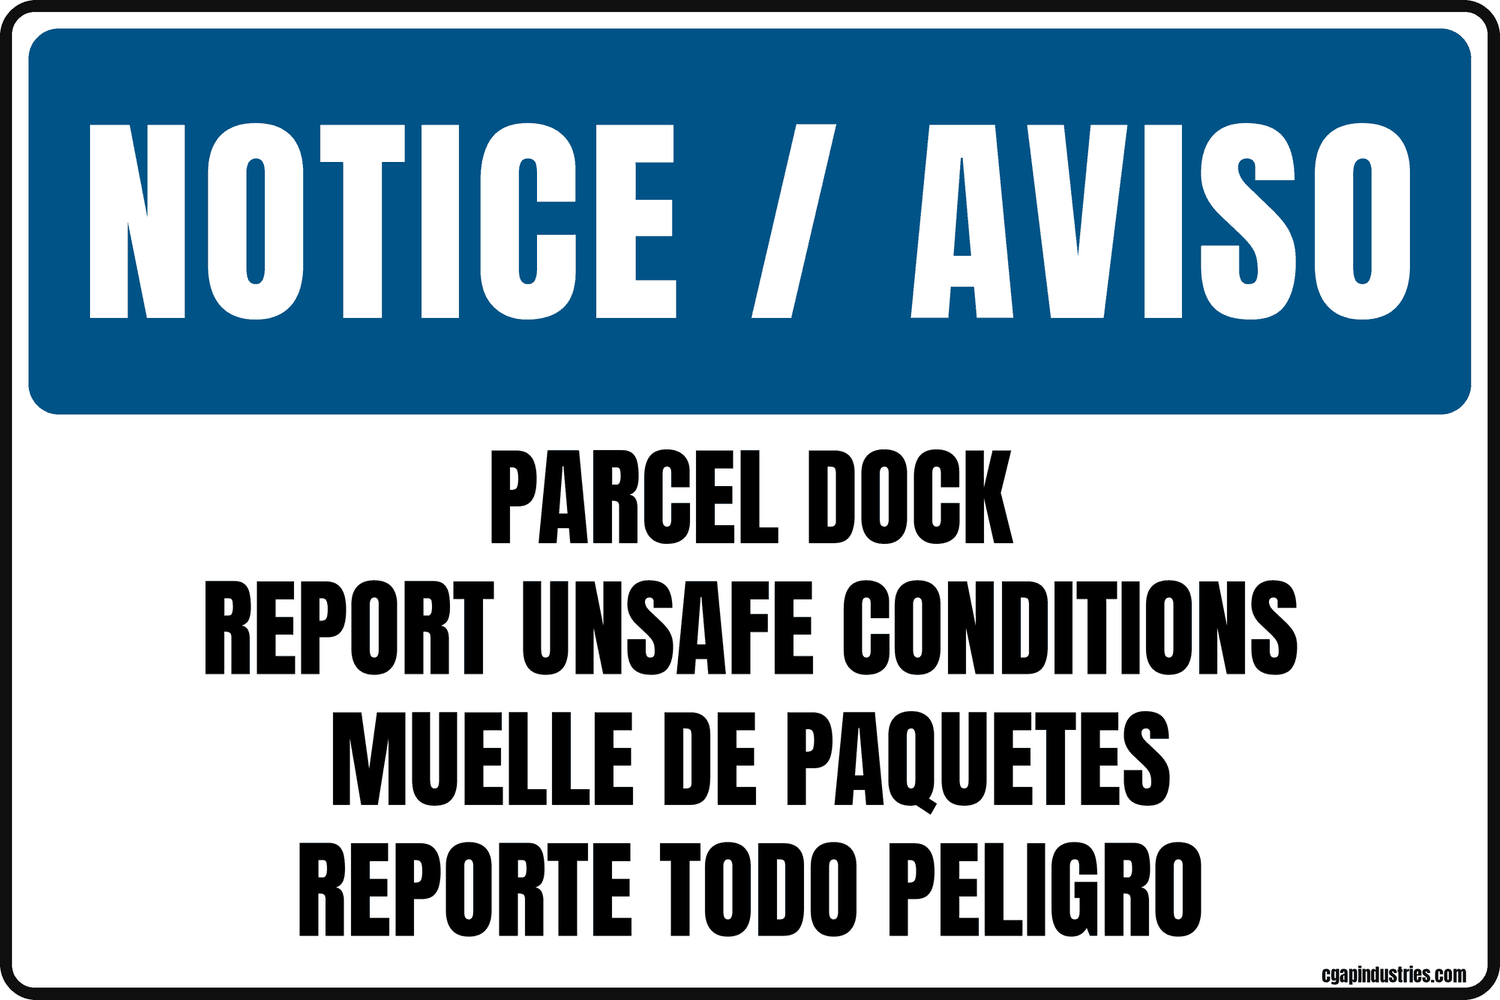 NOTICE / AVISO
PARCEL DOCK
REPORT UNSAFE CONDITIONS
MUELLE DE PAQUETES
REPORTE TODO PELIGRO
cgapindustries.com